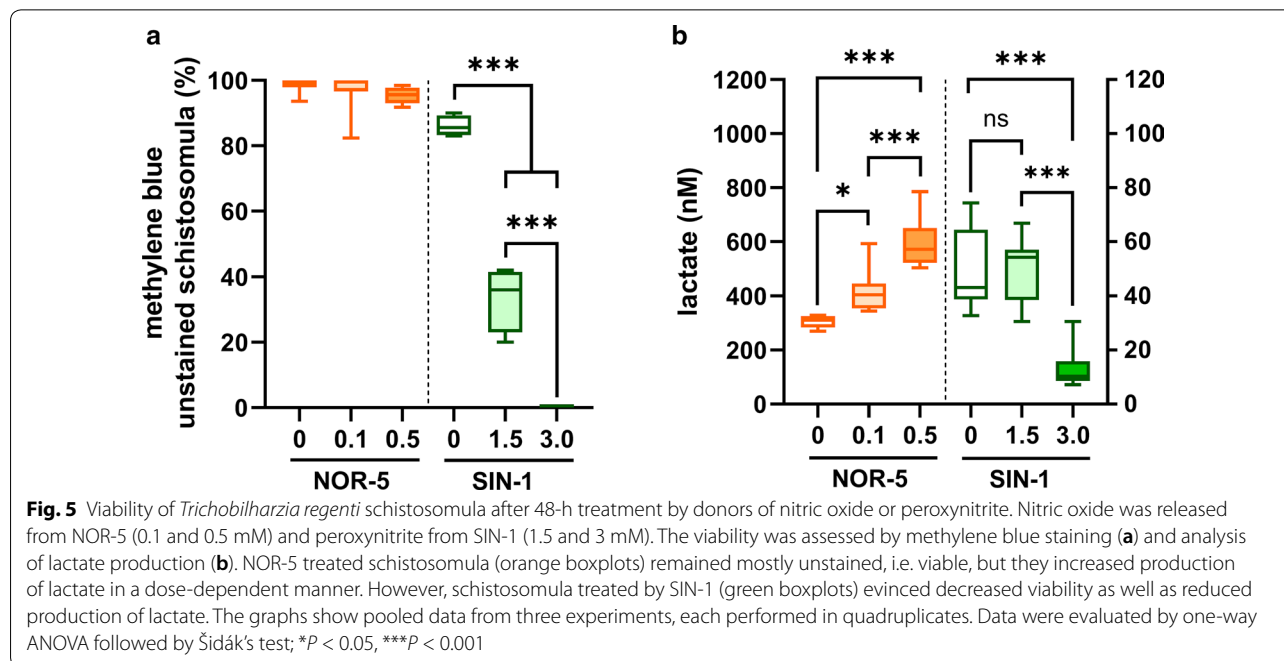 a
methylene blue
unstained schistosomula (%)
100
80
60
40
20
0
***
***
0 0.1 0.5 0 1.5 3.0
NOR-5 SIN-1
b
lactate (nM)
1200
1000
800
600
400
200
0
***
***
*
***
ns
***
120
100
80
60
40
20
0
0 0.1 0.5 0 1.5 3.0
NOR-5 SIN-1
Fig. 5 Viability of Trichobilharzia regenti schistosomula after 48-h treatment by donors of nitric oxide or peroxynitrite. Nitric oxide was released
from NOR-5 (0.1 and 0.5 mM) and peroxynitrite from SIN-1 (1.5 and 3 mM). The viability was assessed by methylene blue staining (a) and analysis
of lactate production (b). NOR-5 treated schistosomula (orange boxplots) remained mostly unstained, i.e. viable, but they increased production
of lactate in a dose-dependent manner. However, schistosomula treated by SIN-1 (green boxplots) evinced decreased viability as well as reduced
production of lactate. The graphs show pooled data from three experiments, each performed in quadruplicates. Data were evaluated by one-way
ANOVA followed by Šidák's test; *P < 0.05, ***P < 0.001